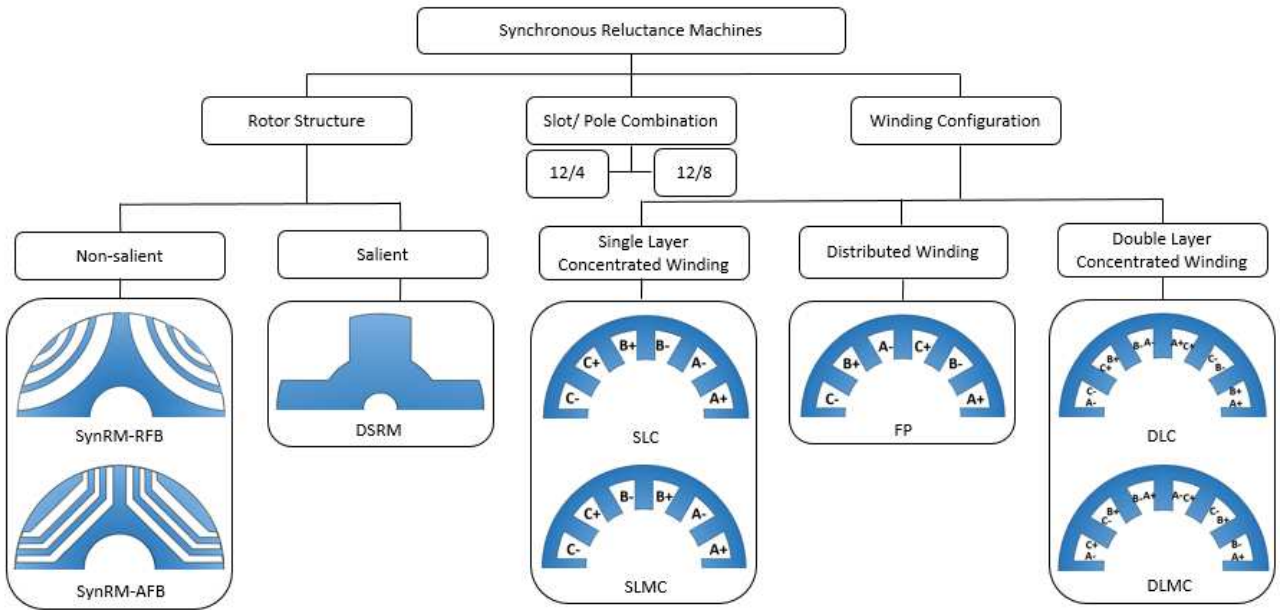 Synchronous Reluctance Machines
Rotor Structure
Slot/ Pole Combination
Winding Configuration
12/4
12/8
Non-salient
Salient
Single Layer
Concentrated Winding
Distributed Winding
Double Layer
Concentrated Winding
SynRM-RFB
SynRM-AFB
DSRM
C-
C+
B+
B-
A-
A+
SLC
C-
C+
B-
B+
A-
A+
SLMC
C-
B+
A-
C+
B-
A+
FP
C-
A-
B+
C+
B-A-
A+C+
C-
B-
B+
A+
DLC
C+
A-
B+
C-
B-A+
A-C+
C-
B+
B-
A+
DLMC